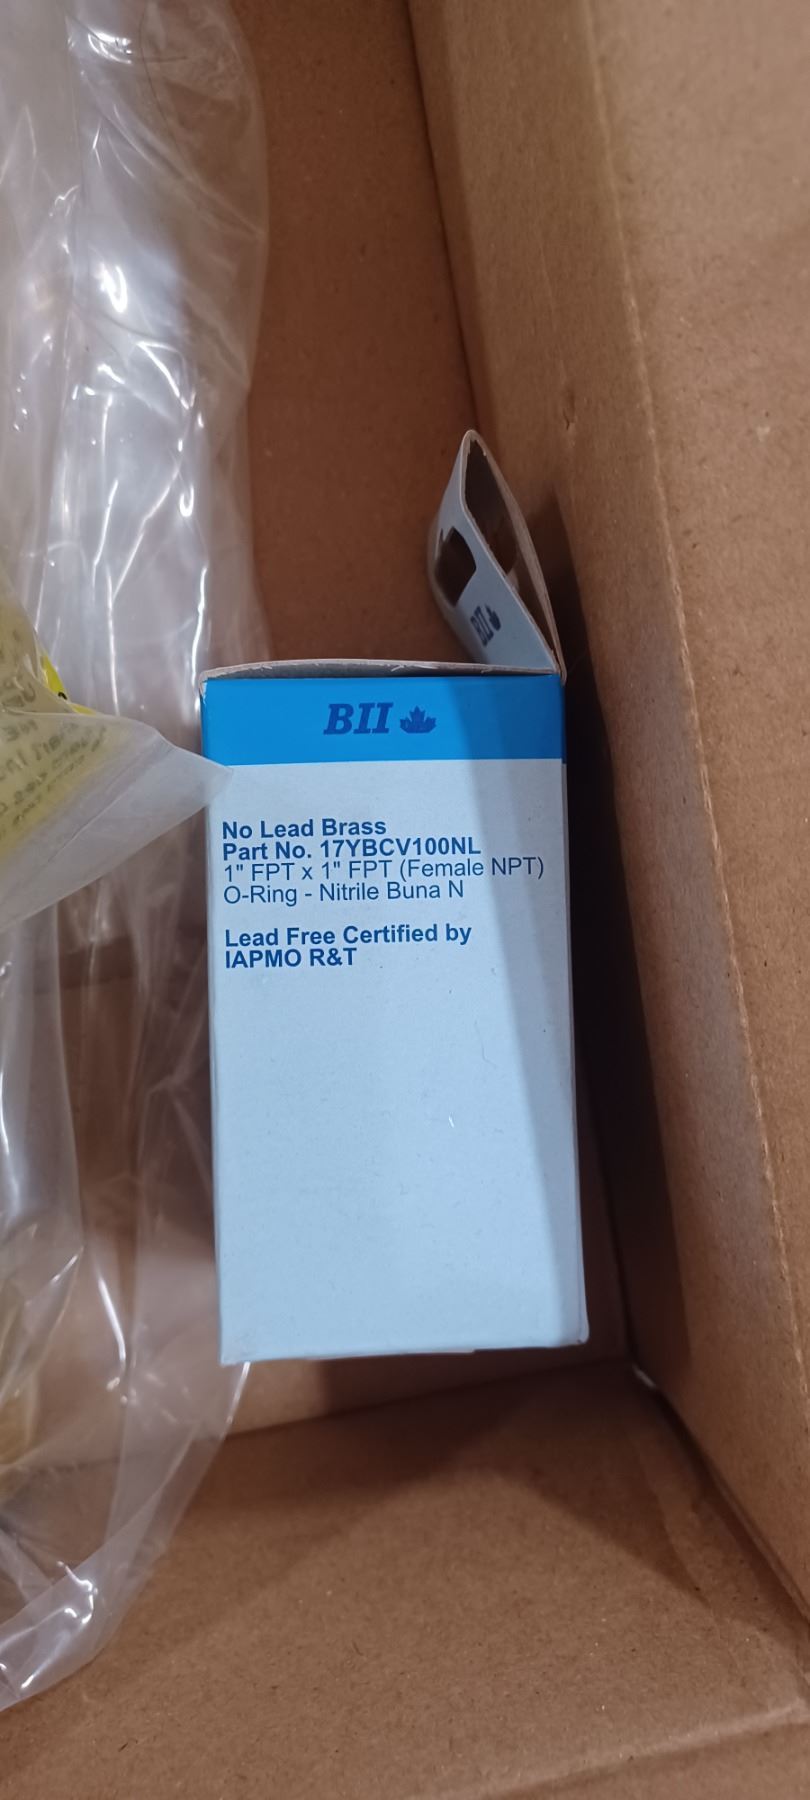 BII
BII
No Lead Brass
Part No. 17YBCV100NL
1" FPT x 1" FPT (Female NPT)
O-Ring - Nitrile Buna N
Lead Free Certified by
IAPMO R&T